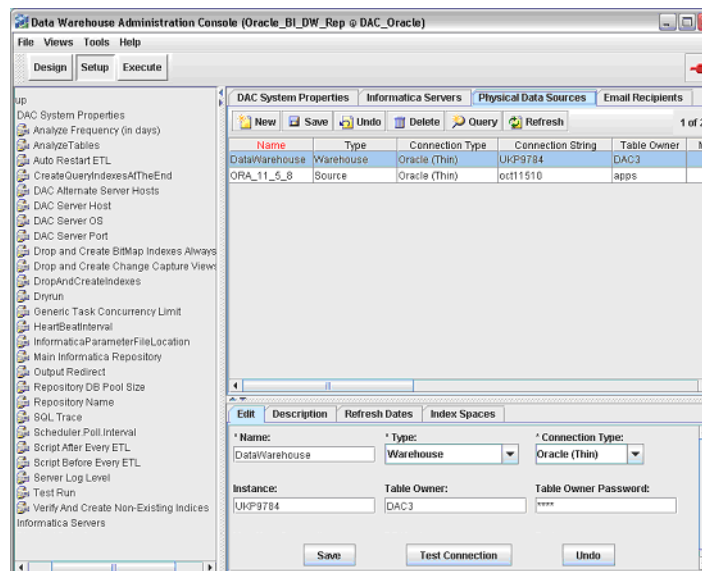 Data Warehouse Administration Console (Oracle_BI_DW_Rep @ DAC_Oracle)
File Views Tools Help
Design Setup Execute
up
DAC System Properties
Analyze Frequency (in days)
AnalyzeTables
Auto Restart ETL
CreateQueryIndexesAtTheEnd
DAC Alternate Server Hosts
DAC Server Host
DAC Server OS
DAC Server Port
Drop and Create BitMap Indexes Always
Drop and Create Change Capture Views
DropAndCreateIndexes
Dryrun
Generic Task Concurrency Limit
HeartBeatInterval
InformaticaParameterFileLocation
Main Informatica Repository
Output Redirect
Repository DB Pool Size
Repository Name
SQL Trace
Scheduler.Poll.Interval
Script After Every ETL
Script Before Every ETL
Server Log Level
Test Run
Verify And Create Non-Existing Indices
Informatica Servers
DAC System Properties Informatica Servers Physical Data Sources Email Recipients
New Save Undo Delete Query Refresh 1 of 2
Name Type Connection Type Connection String Table Owner M
DataWarehouse Warehouse Oracle (Thin) UKP9784 DAC3
ORA_11_5_8 Source Oracle (Thin) oct11510 apps
Edit Description Refresh Dates Index Spaces
*Name: *Type: *Connection Type:
DataWarehouse Warehouse Oracle (Thin)
Instance: Table Owner: Table Owner Password:
UKP9784 DAC3 ****
Save Test Connection Undo